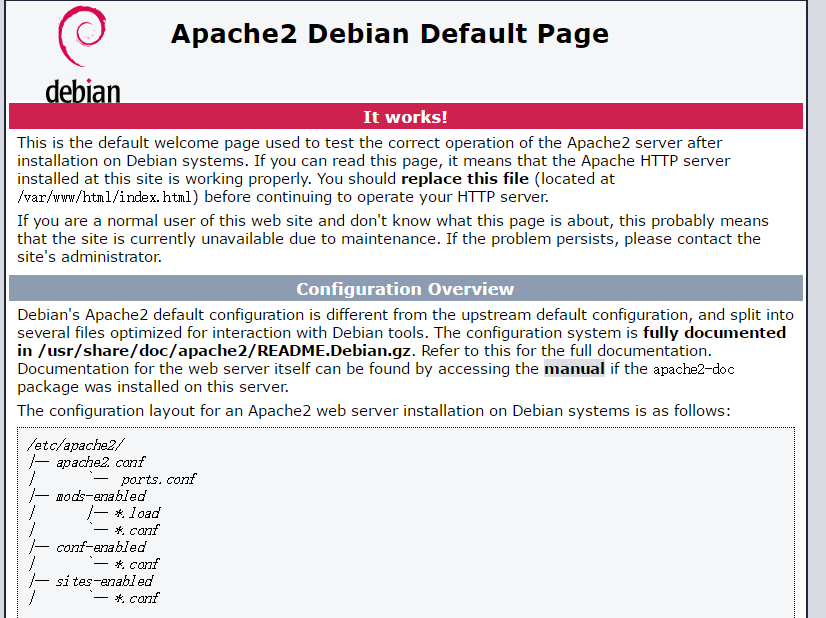 Apache2 Debian Default Page
debian
It works!
This is the default welcome page used to test the correct operation of the Apache2 server after
installation on Debian systems. If you can read this page, it means that the Apache HTTP server
installed at this site is working properly. You should replace this file (located at
/var/www/html/index.html) before continuing to operate your HTTP server.
If you are a normal user of this web site and don't know what this page is about, this probably means
that the site is currently unavailable due to maintenance. If the problem persists, please contact the
site's administrator.
Configuration Overview
Debian's Apache2 default configuration is different from the upstream default configuration, and split into
several files optimized for interaction with Debian tools. The configuration system is fully documented
in /usr/share/doc/apache2/README.Debian.gz. Refer to this for the full documentation.
Documentation for the web server itself can be found by accessing the manual if the apache2-doc
package was installed on this server.
The configuration layout for an Apache2 web server installation on Debian systems is as follows:
/etc/apache2/
|-- apache2.conf
|       `--  ports.conf
|-- mods-enabled
|       |-- *.load
|       `-- *.conf
|-- conf-enabled
|       `-- *.conf
|-- sites-enabled
|       `-- *.conf